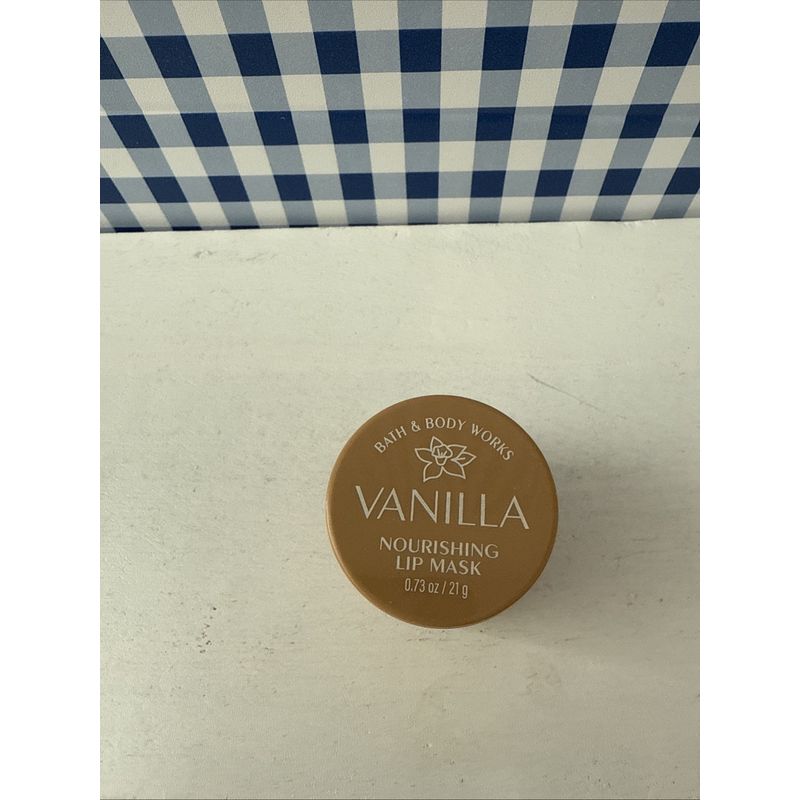 BATH & BODY WORKS
VANILLA
NOURISHING
LIP MASK
0.73 oz / 21 g